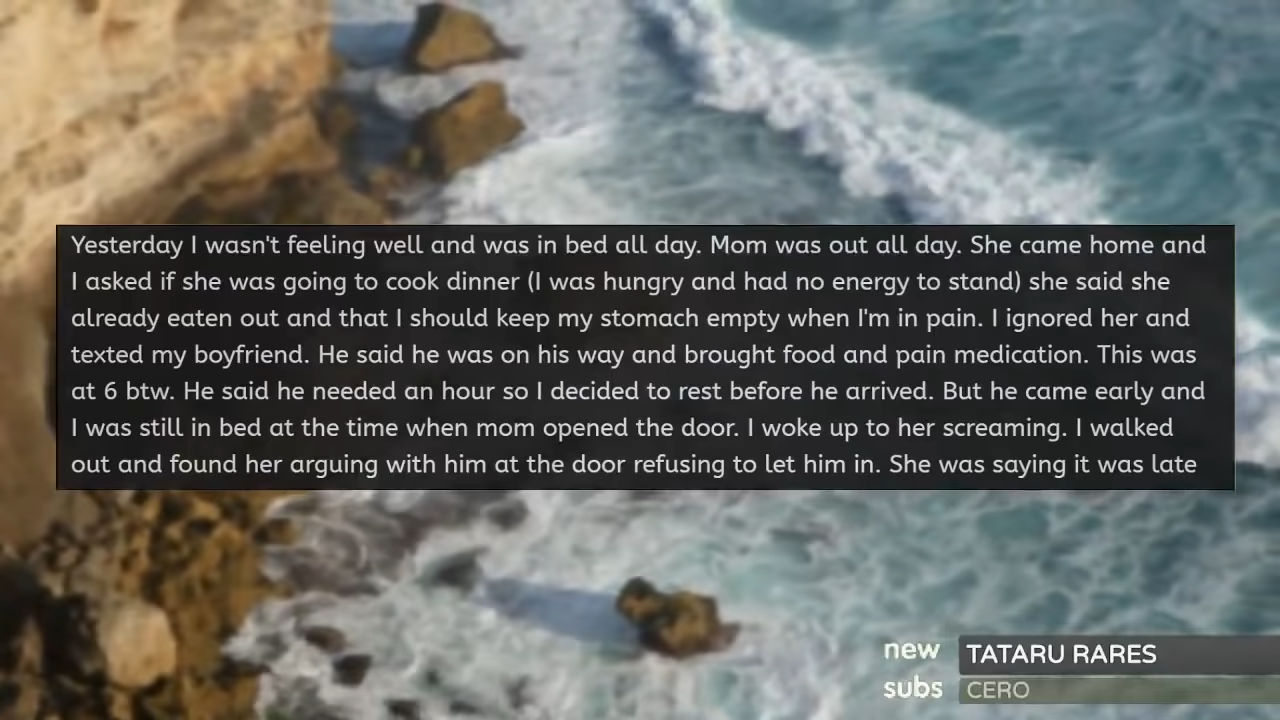 Yesterday I wasn't feeling well and was in bed all day. Mom was out all day. She came home and
I asked if she was going to cook dinner (I was hungry and had no energy to stand) she said she
already eaten out and that I should keep my stomach empty when I'm in pain. I ignored her and
texted my boyfriend. He said he was on his way and brought food and pain medication. This was
at 6 btw. He said he needed an hour so I decided to rest before he arrived. But he came early and
I was still in bed at the time when mom opened the door. I woke up to her screaming. I walked
out and found her arguing with him at the door refusing to let him in. She was saying it was late
new
TATARU RARES
subs
CERO